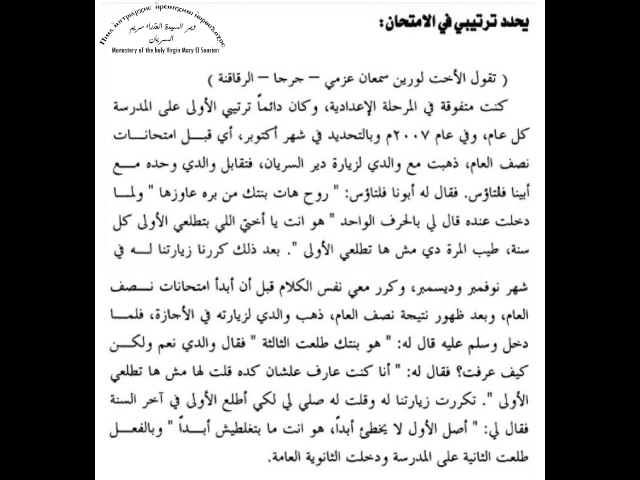 دير السيدة العذراء مريم
السريان
Monastery of the holy Virgin Mary El Sourian
يحدد ترتيبي في الامتحان:
( تقول الأخت لورين سمعان عزمي – جرجا – الرقاقنة )
كنت متفوقة في المرحلة الإعدادية، وكان دائماً ترتيبي الأولى على المدرسة
كل عام، وفي عام ٢٠٠٧م وبالتحديد في شهر أكتوبر، أي قبل امتحانات
نصف العام، ذهبت مع والدي لزيارة دير السريان، فتقابل والدي وحده مع
أبينا فلتاؤس. فقال له أبونا فلتاؤس: " روح هات بنتك من بره عاوزها " ولما
دخلت عنده قال لي بالحرف الواحد " هو انت يا أختي اللي بتطلعي الأولى كل
سنة، طيب المرة دي مش ها تطلعي الأولى ". بعد ذلك كررنا زيارتنا له في
شهر نوفمبر وديسمبر، وكرر معي نفس الكلام قبل أن أبدأ امتحانات نصف
العام، وبعد ظهور نتيجة نصف العام، ذهب والدي لزيارته في الأجازة، فلما
دخل وسلم عليه قال له: " هو بنتك طلعت الثالثة " فقال والدي نعم ولكن
كيف عرفت؟ فقال له: " أنا كنت عارف علشان كده قلت لها مش ها تطلعي
الأولى ". تكررت زيارتنا له وقلت له صلي لي لكي أطلع الأولى في آخر السنة
فقال لي: " أصل الأول لا يخطئ أبداً، هو انت ما بتغلطيش أبداً " وبالفعل
طلعت الثانية على المدرسة ودخلت الثانوية العامة.